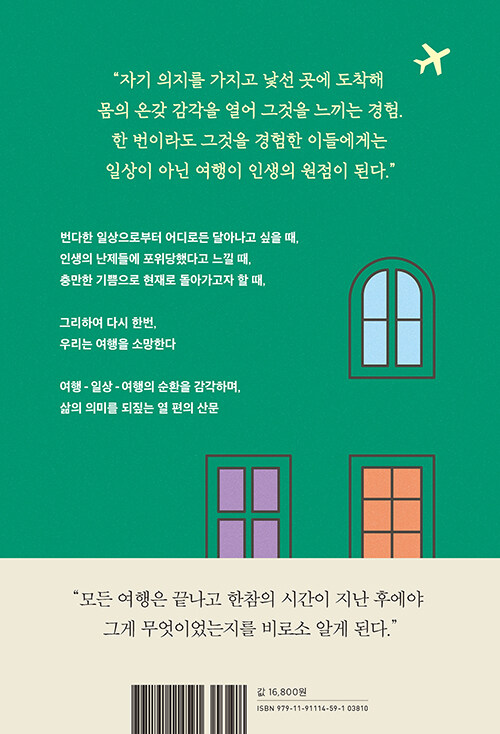 “자기 의지를 가지고 낯선 곳에 도착해
몸의 온갖 감각을 열어 그것을 느끼는 경험.
한 번이라도 그것을 경험한 이들에게는
일상이 아닌 여행이 인생의 원점이 된다.”
번다한 일상으로부터 어디로든 달아나고 싶을 때,
인생의 난제들에 포위당했다고 느낄 때,
충만한 기쁨으로 현재로 돌아가고자 할 때,
그리하여 다시 한번,
우리는 여행을 소망한다
여행 - 일상 - 여행의 순환을 감각하며,
삶의 의미를 되짚는 열 편의 산문
“모든 여행은 끝나고 한참의 시간이 지난 후에야
그게 무엇이었는지를 비로소 알게 된다.”
값 16,800원
ISBN 979-11-91114-59-1 03810